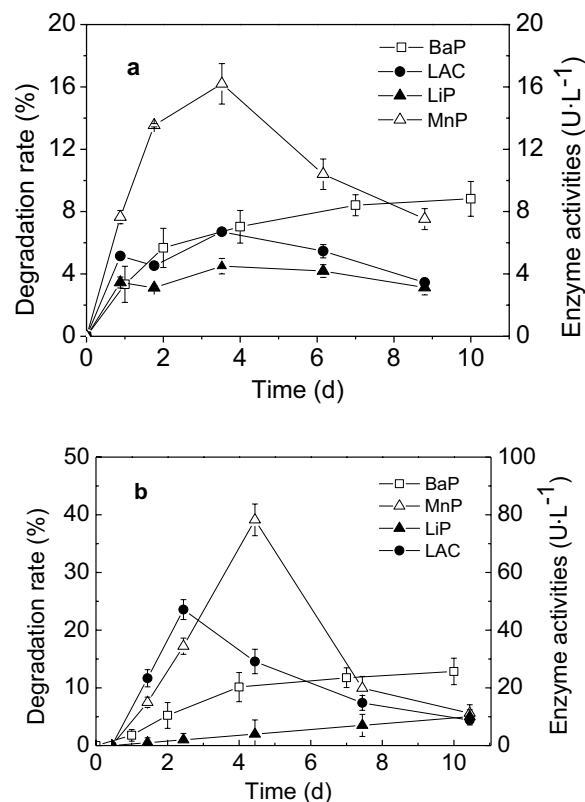 a
BaP
LAC
LiP
MnP
Degradation rate (%)
20
16
12
8
4
0
Enzyme activities (U·L⁻¹)
20
16
12
8
4
0
0 2 4 6 8 10
Time (d)
b
BaP
MnP
LiP
LAC
Degradation rate (%)
50
40
30
20
10
0
Enzyme activities (U·L⁻¹)
100
80
60
40
20
0
0 2 4 6 8 10
Time (d)